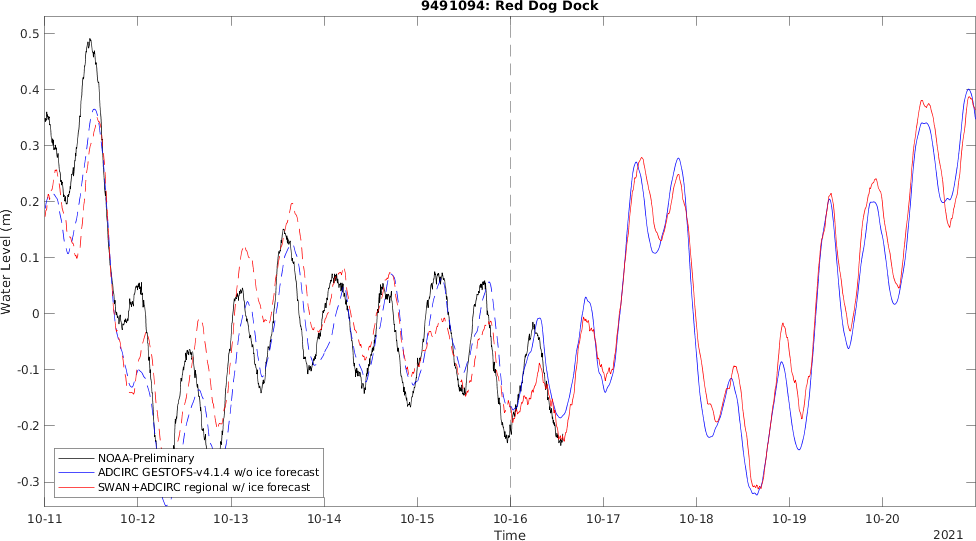 9491094: Red Dog Dock
0.5
0.4
0.3
0.2
0.1
0
-0.1
-0.2
-0.3
Water Level (m)
NOAA-Preliminary
ADCIRC GESTOFS-v4.1.4 w/o ice forecast
SWAN+ADCIRC regional w/ ice forecast
10-11 10-12 10-13 10-14 10-15 10-16 10-17 10-18 10-19 10-20
Time
2021